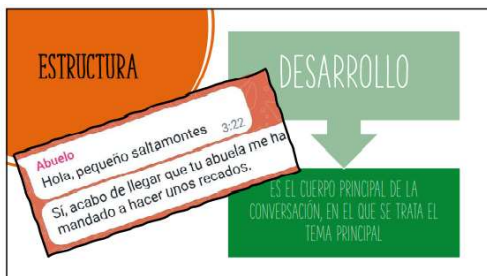 ESTRUCTURA
DESARROLLO
Abuelo
Hola, pequeño saltamontes 3:22
Sí, acabo de llegar que tu abuela me ha
mandado a hacer unos recados.
ES EL CUERPO PRINCIPAL DE LA
CONVERSACIÓN, EN EL QUE SE TRATA EL
TEMA PRINCIPAL